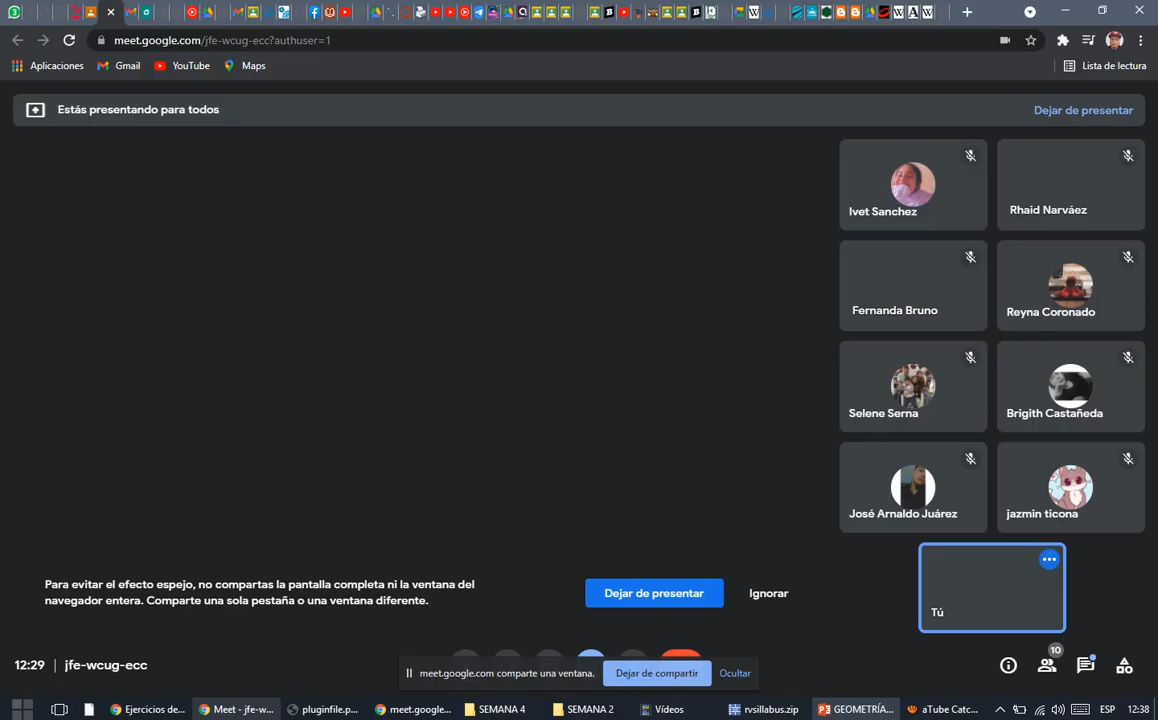 meet.google.com/jfe-wcug-ecc?authuser=1
Aplicaciones
Gmail
YouTube
Maps
Lista de lectura
Estás presentando para todos
Dejar de presentar
Ivet Sanchez
Rhaid Narváez
Fernanda Bruno
Reyna Coronado
Selene Serna
Brigith Castañeda
José Arnaldo Juárez
jazmin ticona
Tú
Para evitar el efecto espejo, no compartas la pantalla completa ni la ventana del
navegador entera. Comparte una sola pestaña o una ventana diferente.
Dejar de presentar
Ignorar
12:29
jfe-wcug-ecc
10
meet.google.com comparte una ventana.
Dejar de compartir
Ocultar
Ejercicios de...
Meet - jfe-w...
pluginfile.p...
meet.google...
SEMANA 4
SEMANA 2
Vídeos
rvsillabus.zip
GEOMETRÍA...
aTube Catc...
ESP
12:38